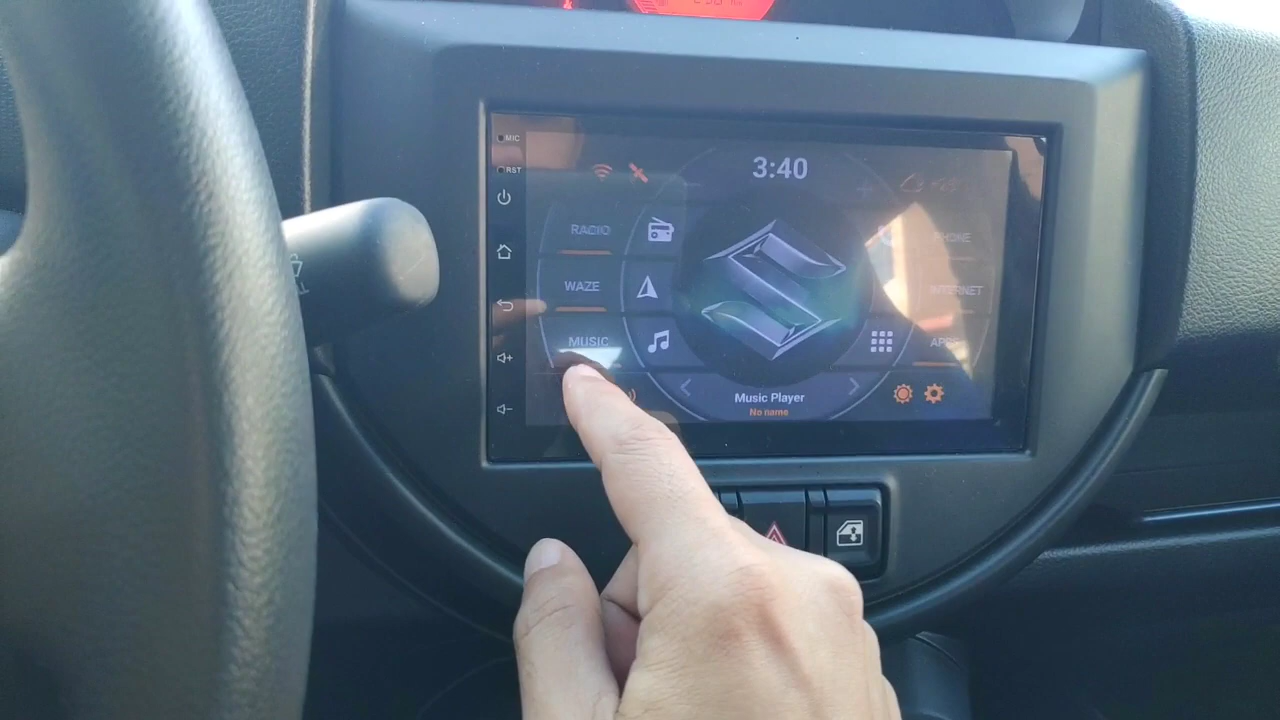 MIC
RST
3:40
RADIO
PHONE
WAZE
INTERNET
MUSIC
APPS
Music Player
No name